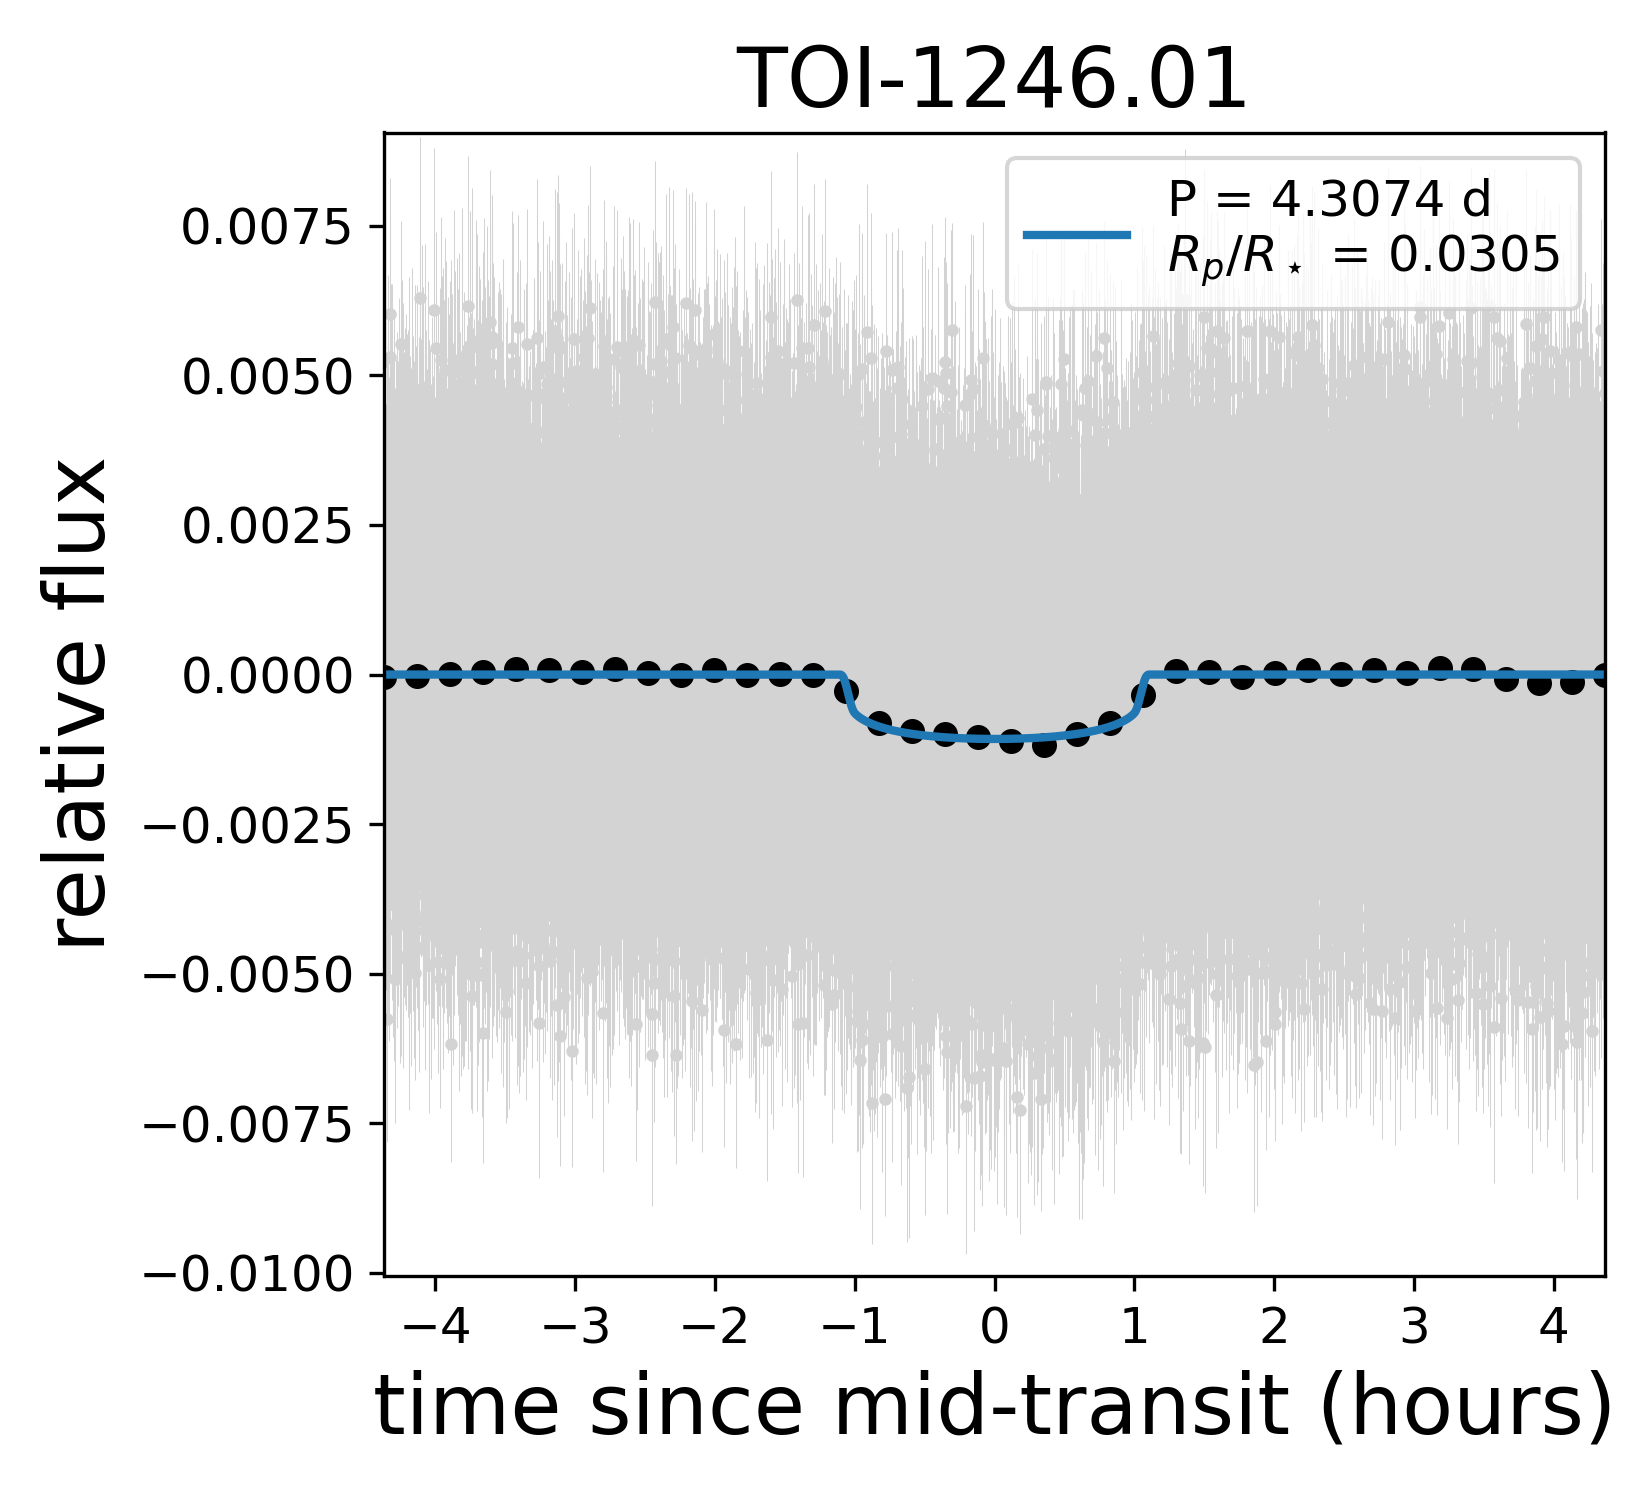 TOI-1246.01
P = 4.3074 d
Rp/R⋆ = 0.0305
relative flux
0.0075
0.0050
0.0025
0.0000
−0.0025
−0.0050
−0.0075
−0.0100
−4 −3 −2 −1 0 1 2 3 4
time since mid-transit (hours)